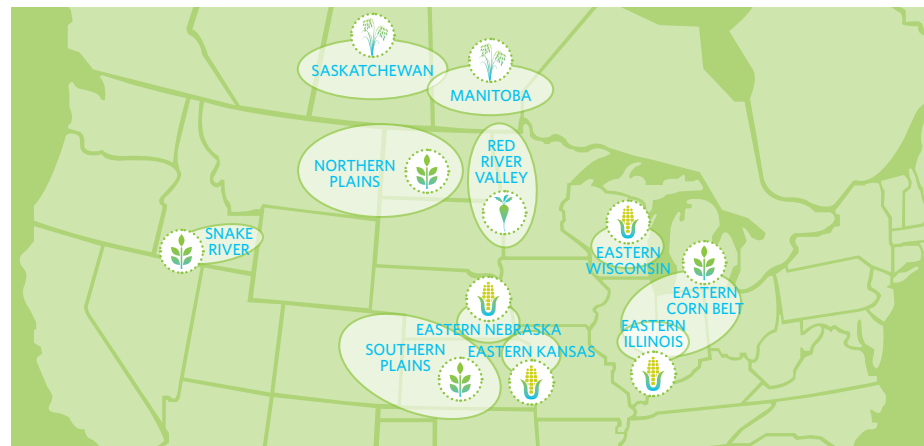 SASKATCHEWAN
MANITOBA
NORTHERN
PLAINS
RED
RIVER
VALLEY
SNAKE
RIVER
EASTERN
WISCONSIN
EASTERN
CORN BELT
EASTERN
ILLINOIS
EASTERN NEBRASKA
SOUTHERN
PLAINS
EASTERN KANSAS